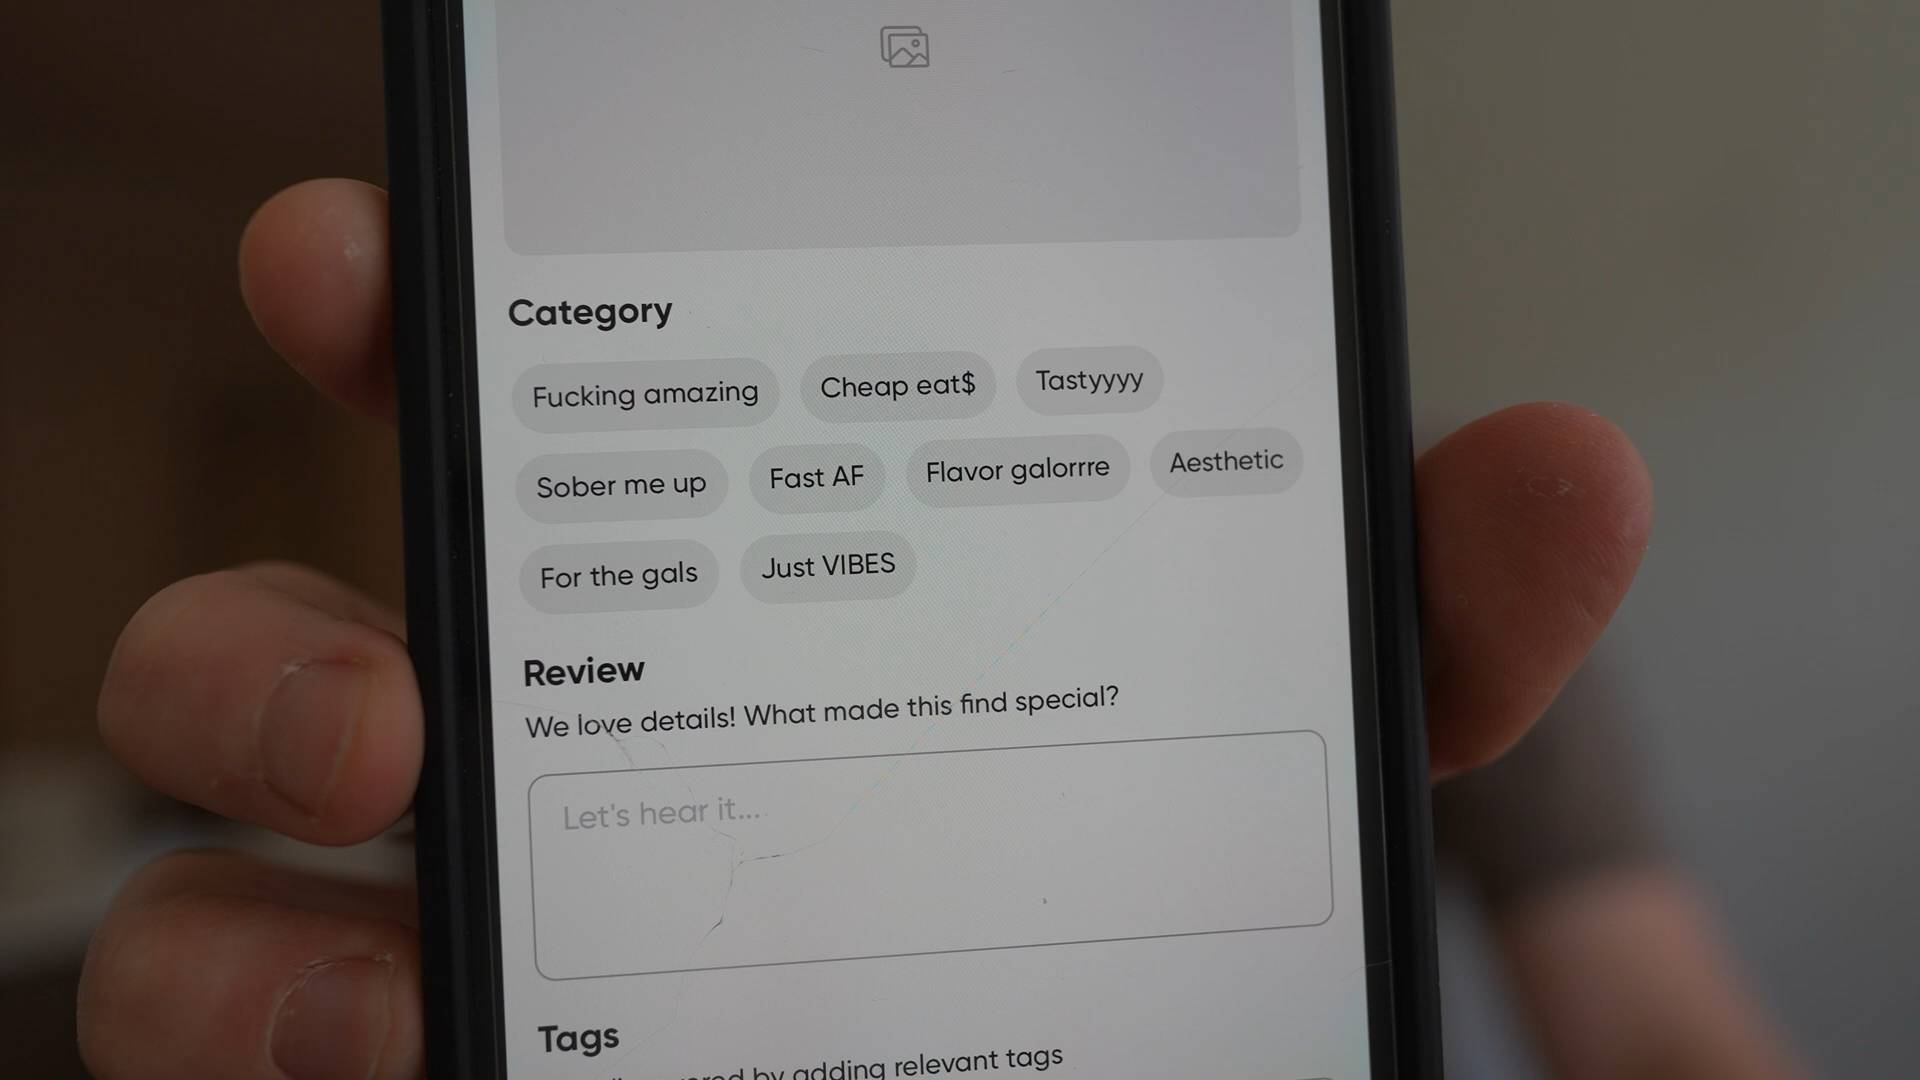 Category
Fucking amazing Cheap eat$ Tastyyyy
Sober me up Fast AF Flavor galorrre Aesthetic
For the gals Just VIBES
Review
We love details! What made this find special?
Let's hear it...
Tags
by adding relevant tags